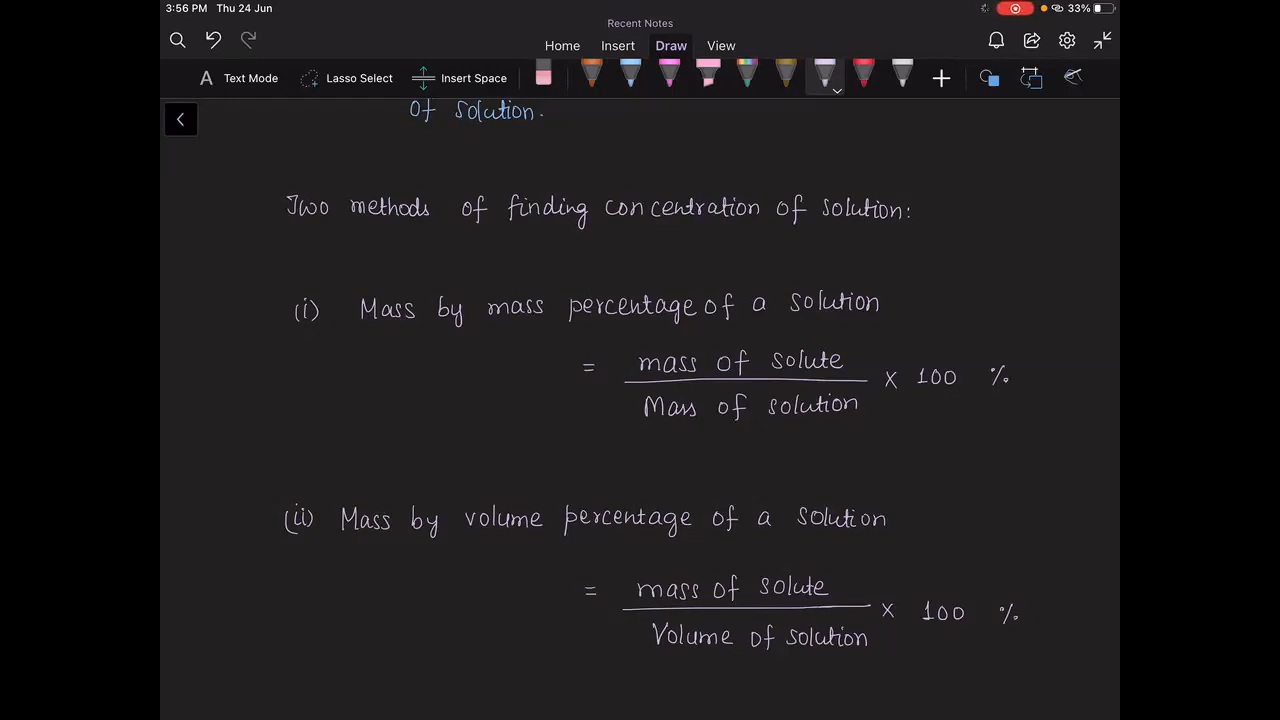 3:56 PM Thu 24 Jun
33%
Recent Notes
Home Insert Draw View
Text Mode Lasso Select Insert Space
of solution.
Two methods of finding concentration of solution:
(i) Mass by mass percentage of a solution
= mass of solute
Mass of solution
× 100 %
(ii) Mass by volume percentage of a solution
= mass of solute
Volume of solution
× 100 %